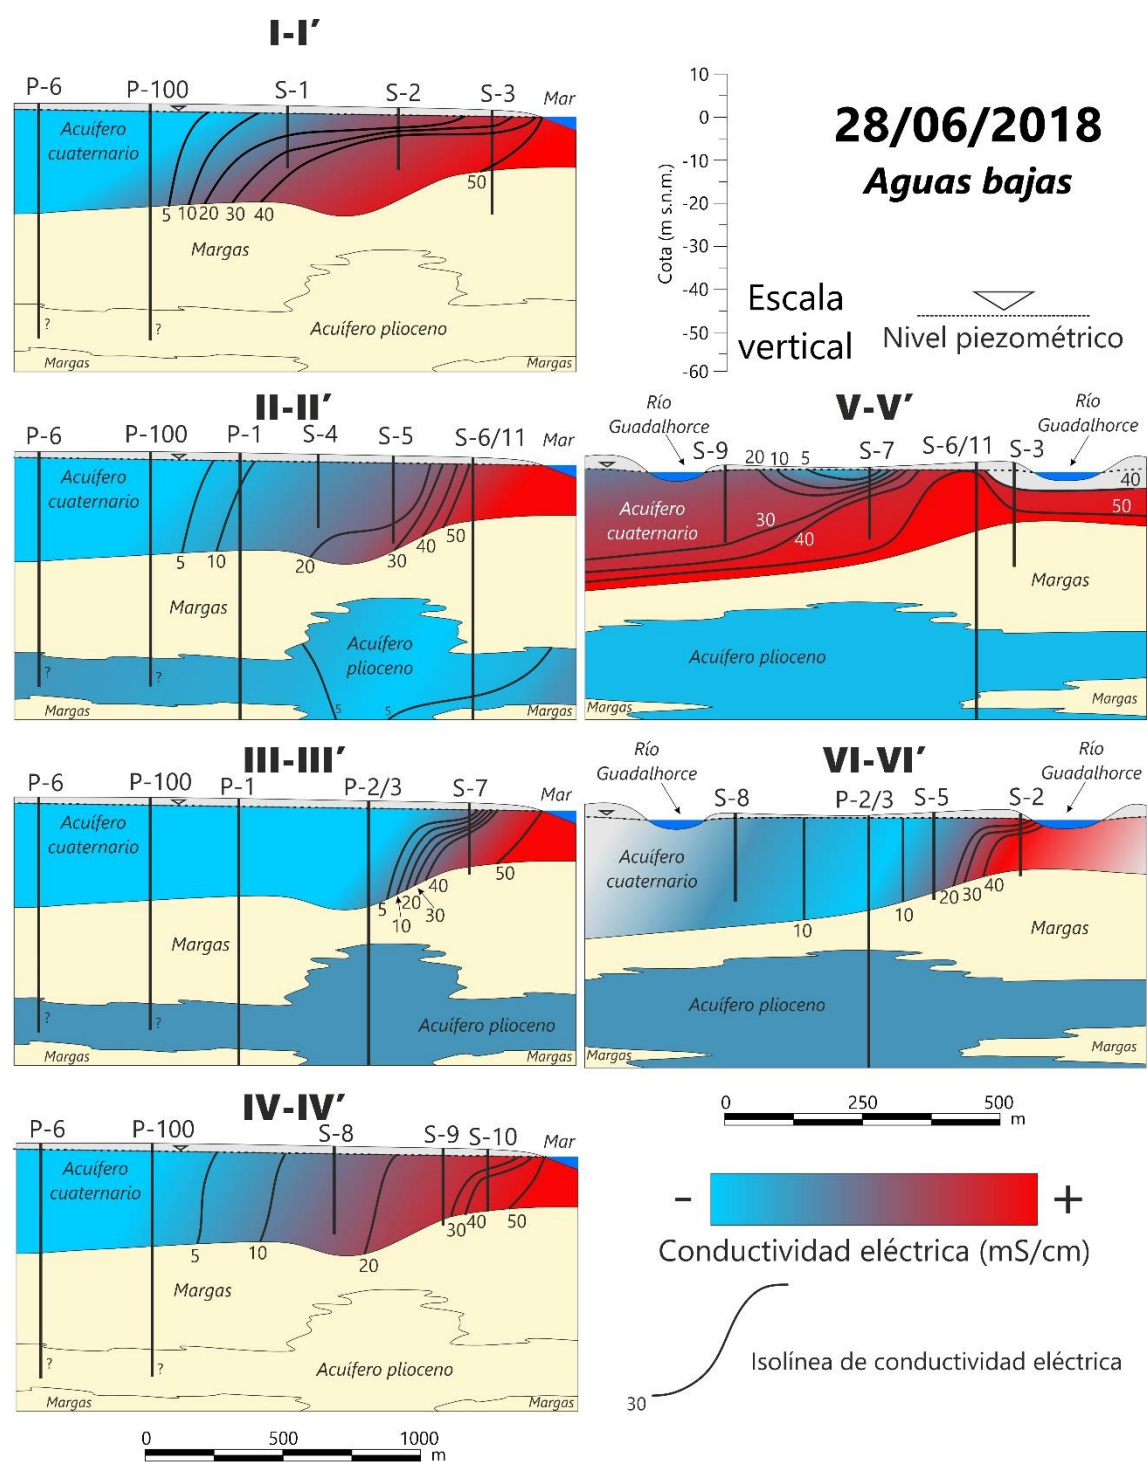 I-I’
P-6
P-100
S-1
S-2
S-3
Mar
Acuífero
cuaternario
5
10
20
30
40
50
Margas
Acuífero plioceno
?
?
Margas
Margas
10
0
-10
-20
-30
-40
-50
-60
Cota (m s.n.m.)
28/06/2018
Aguas bajas
Escala
vertical
Nivel piezométrico
II-II’
P-6
P-100
P-1
S-4
S-5
S-6/11
Mar
Acuífero
cuaternario
5
10
20
30
40
50
Margas
Acuífero
plioceno
?
?
5
5
Margas
Margas
V-V’
Río
Guadalhorce
Río
Guadalhorce
S-9
20
10
5
S-7
S-6/11
S-3
Acuífero
cuaternario
30
40
40
50
Margas
Acuífero plioceno
Margas
Margas
III-III’
P-6
P-100
P-1
P-2/3
S-7
Mar
Acuífero
cuaternario
5
10
20
30
40
50
Margas
Acuífero plioceno
?
?
Margas
Margas
VI-VI’
Río
Guadalhorce
Río
Guadalhorce
S-8
P-2/3
S-5
S-2
Acuífero
cuaternario
10
10
20
30
40
Margas
Acuífero plioceno
Margas
Margas
IV-IV’
P-6
P-100
S-8
S-9
S-10
Mar
Acuífero
cuaternario
5
10
20
30
40
50
Margas
Acuífero plioceno
?
?
Margas
Margas
0
500
1000
m
0
250
500
m
-
+
Conductividad eléctrica (mS/cm)
30
Isolínea de conductividad eléctrica